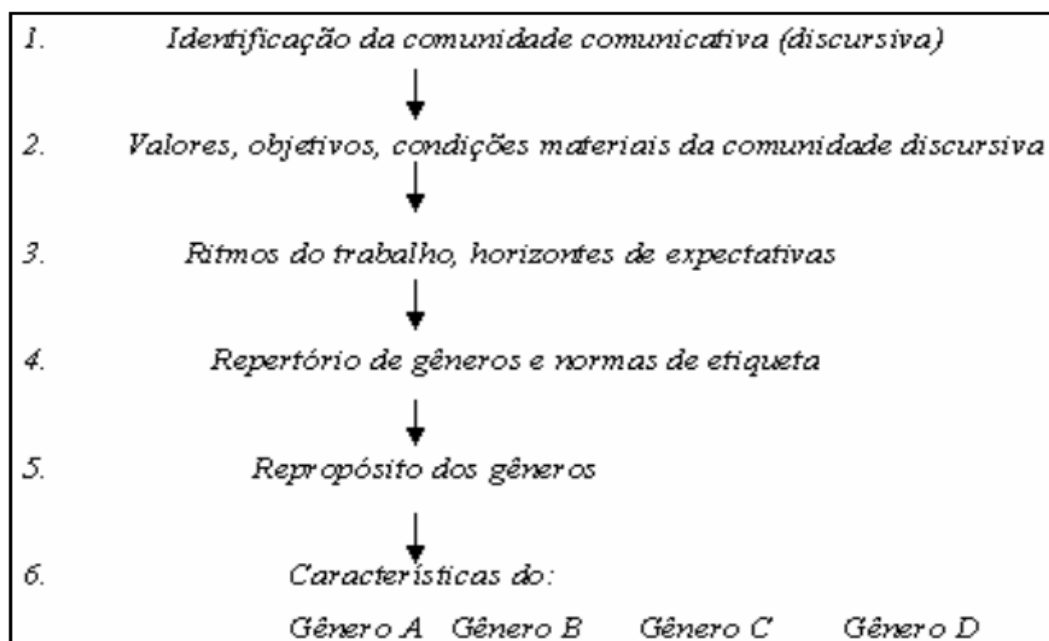 1. Identificação da comunidade comunicativa (discursiva)
2. Valores, objetivos, condições materiais da comunidade discursiva
3. Ritmos do trabalho, horizontes de expectativas
4. Repertório de gêneros e normas de etiqueta
5. Repropósito dos gêneros
6. Características do:
Gênero A Gênero B Gênero C Gênero D